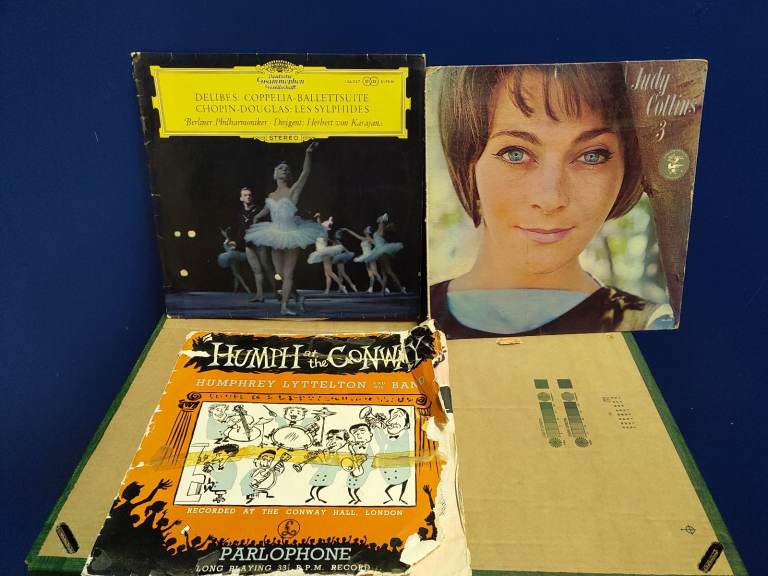 Deutsche
Grammophon
Gesellschaft
DELIBES: COPPELIA-BALLETTSUITE
CHOPIN-DOUGLAS: LES SYLPHIDES
Berliner Philharmoniker · Dirigent: Herbert von Karajan
STEREO
Judy
Collins
3
HUMPH at the CONWAY
HUMPHREY LYTTELTON AND HIS BAND
RECORDED AT THE CONWAY HALL, LONDON
PARLOPHONE
LONG PLAYING 33⅓ R.P.M. RECORD